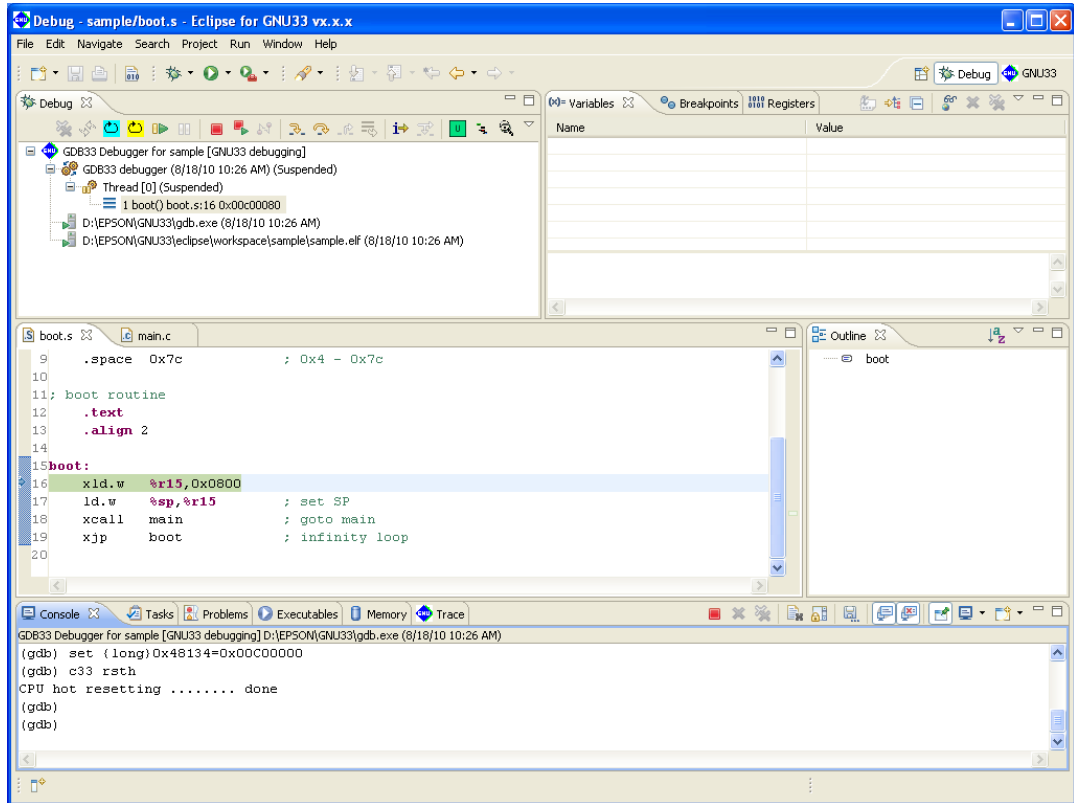 Debug - sample/boot.s - Eclipse for GNU33 vx.x.x
File Edit Navigate Search Project Run Window Help
Debug GNU33
Debug
Variables Breakpoints Registers
GDB33 Debugger for sample [GNU33 debugging]
GDB33 debugger (8/18/10 10:26 AM) (Suspended)
Thread [0] (Suspended)
1 boot() boot.s:16 0x00c00080
D:\EPSON\GNU33\gdb.exe (8/18/10 10:26 AM)
D:\EPSON\GNU33\eclipse\workspace\sample\sample.elf (8/18/10 10:26 AM)
Name Value
boot.s main.c
9 .space 0x7c ; 0x4 - 0x7c
10
11 ; boot routine
12 .text
13 .align 2
14
15 boot:
16 xld.w %r15,0x0800
17 ld.w %sp,%r15 ; set SP
18 xcall main ; goto main
19 xjp boot ; infinity loop
20
Outline
boot
Console Tasks Problems Executables Memory Trace
GDB33 Debugger for sample [GNU33 debugging] D:\EPSON\GNU33\gdb.exe (8/18/10 10:26 AM)
(gdb) set {long}0x48134=0x00C00000
(gdb) c33 rsth
CPU hot resetting ........ done
(gdb)
(gdb)